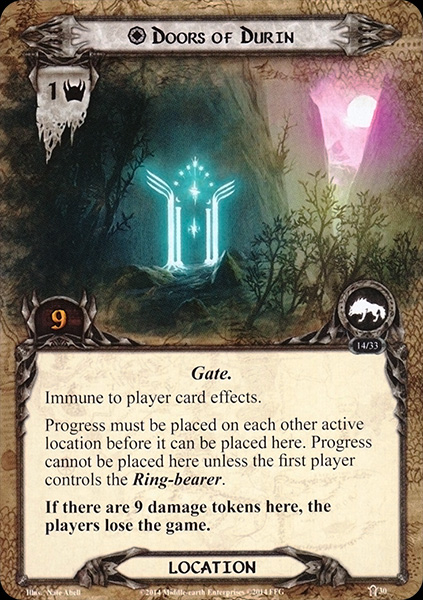 Doors of Durin
1
9
14/33
Gate.
Immune to player card effects.
Progress must be placed on each other active
location before it can be placed here. Progress
cannot be placed here unless the first player
controls the Ring-bearer.
If there are 9 damage tokens here, the
players lose the game.
LOCATION
Illus. Nate Abell
©2014 Middle-earth Enterprises ©2014 FFG
30